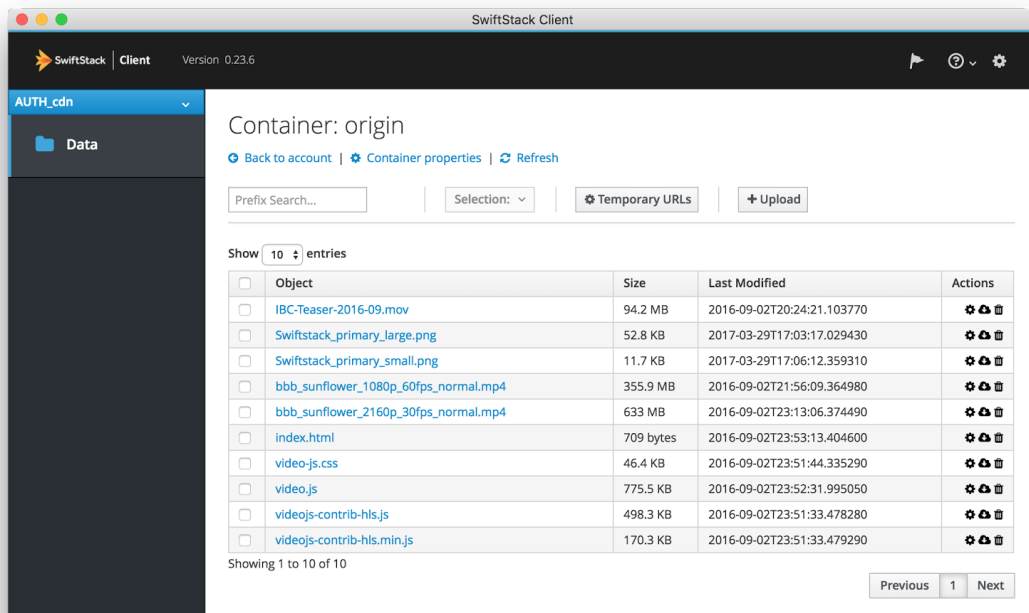 SwiftStack Client
SwiftStack Client Version 0.23.6
AUTH_cdn
Data
Container: origin
Back to account | Container properties | Refresh
Prefix Search... Selection: Temporary URLs Upload
Show 10 entries
Object Size Last Modified Actions
IBC-Teaser-2016-09.mov 94.2 MB 2016-09-02T20:24:21.103770
Swiftstack_primary_large.png 52.8 KB 2017-03-29T17:03:17.029430
Swiftstack_primary_small.png 11.7 KB 2017-03-29T17:06:12.359310
bbb_sunflower_1080p_60fps_normal.mp4 355.9 MB 2016-09-02T21:56:09.364980
bbb_sunflower_2160p_30fps_normal.mp4 633 MB 2016-09-02T23:13:06.374490
index.html 709 bytes 2016-09-02T23:53:13.404600
video-js.css 46.4 KB 2016-09-02T23:51:44.335290
video.js 775.5 KB 2016-09-02T23:52:31.995050
videojs-contrib-hls.js 498.3 KB 2016-09-02T23:51:33.478280
videojs-contrib-hls.min.js 170.3 KB 2016-09-02T23:51:33.479290
Showing 1 to 10 of 10
Previous 1 Next